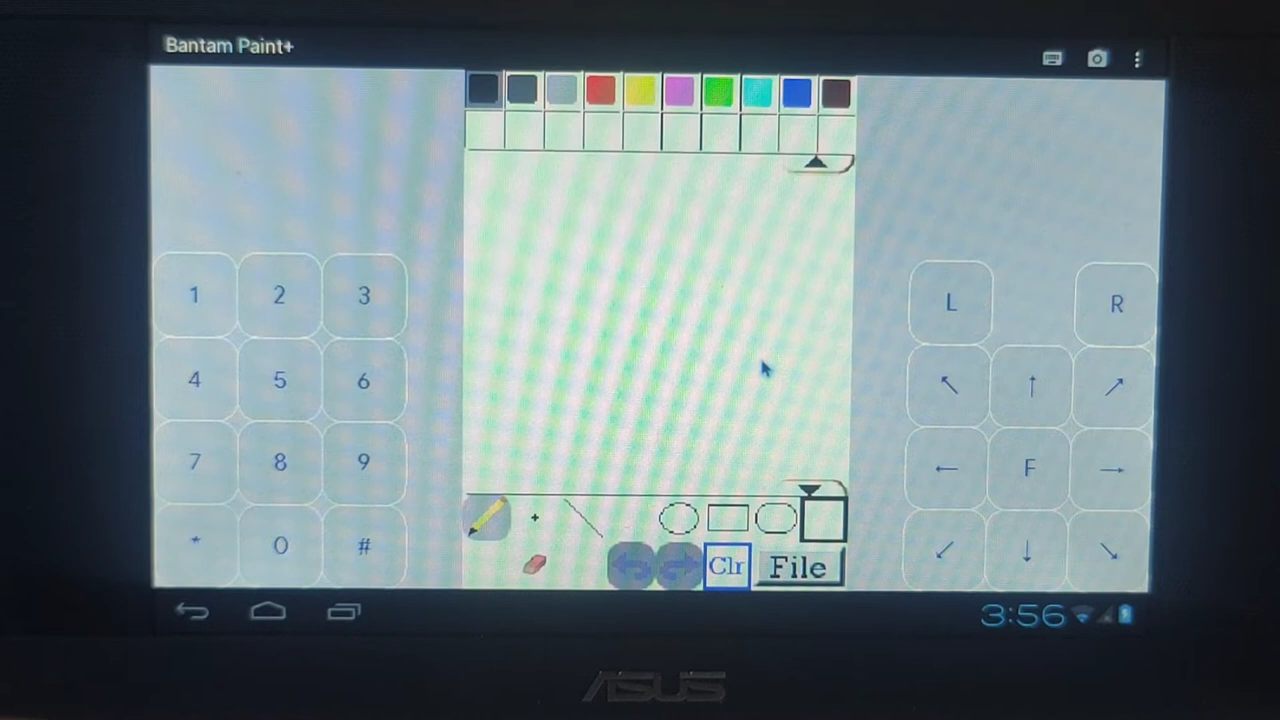 Bantam Paint+
1 2 3
4 5 6
7 8 9
* 0 #
L R
↖ ↑ ↗
← F →
↙ ↓ ↘
Clr File
3:56
ASUS